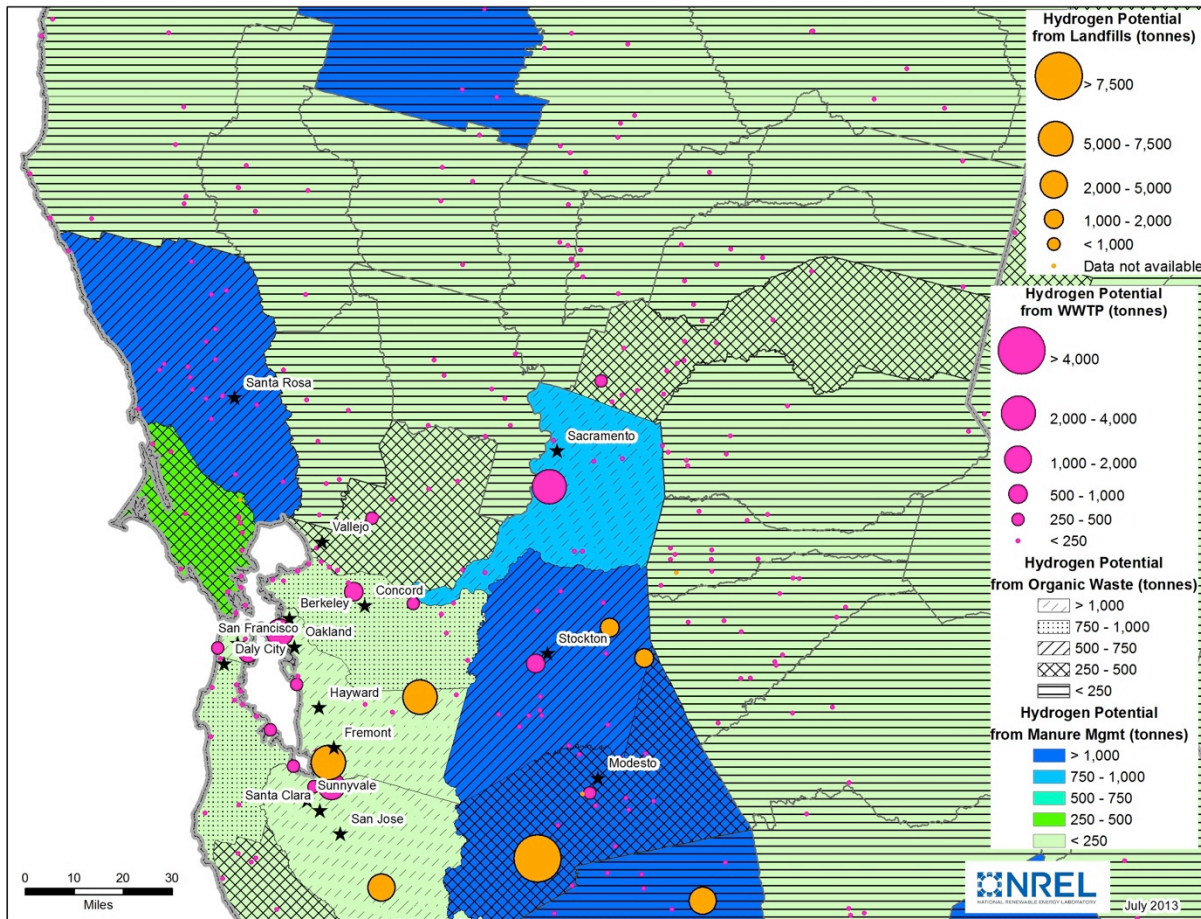 Hydrogen Potential
from Landfills (tonnes)
> 7,500
5,000 - 7,500
2,000 - 5,000
1,000 - 2,000
< 1,000
Data not available
Hydrogen Potential
from WWTP (tonnes)
> 4,000
2,000 - 4,000
1,000 - 2,000
500 - 1,000
250 - 500
< 250
Hydrogen Potential
from Organic Waste (tonnes)
> 1,000
750 - 1,000
500 - 750
250 - 500
< 250
Hydrogen Potential
from Manure Mgmt (tonnes)
> 1,000
750 - 1,000
500 - 750
250 - 500
< 250
Santa Rosa
Sacramento
Vallejo
Concord
Berkeley
San Francisco
Oakland
Daly City
Stockton
Hayward
Fremont
Modesto
Sunnyvale
Santa Clara
San Jose
0 10 20 30
Miles
NREL
NATIONAL RENEWABLE ENERGY LABORATORY
July 2013